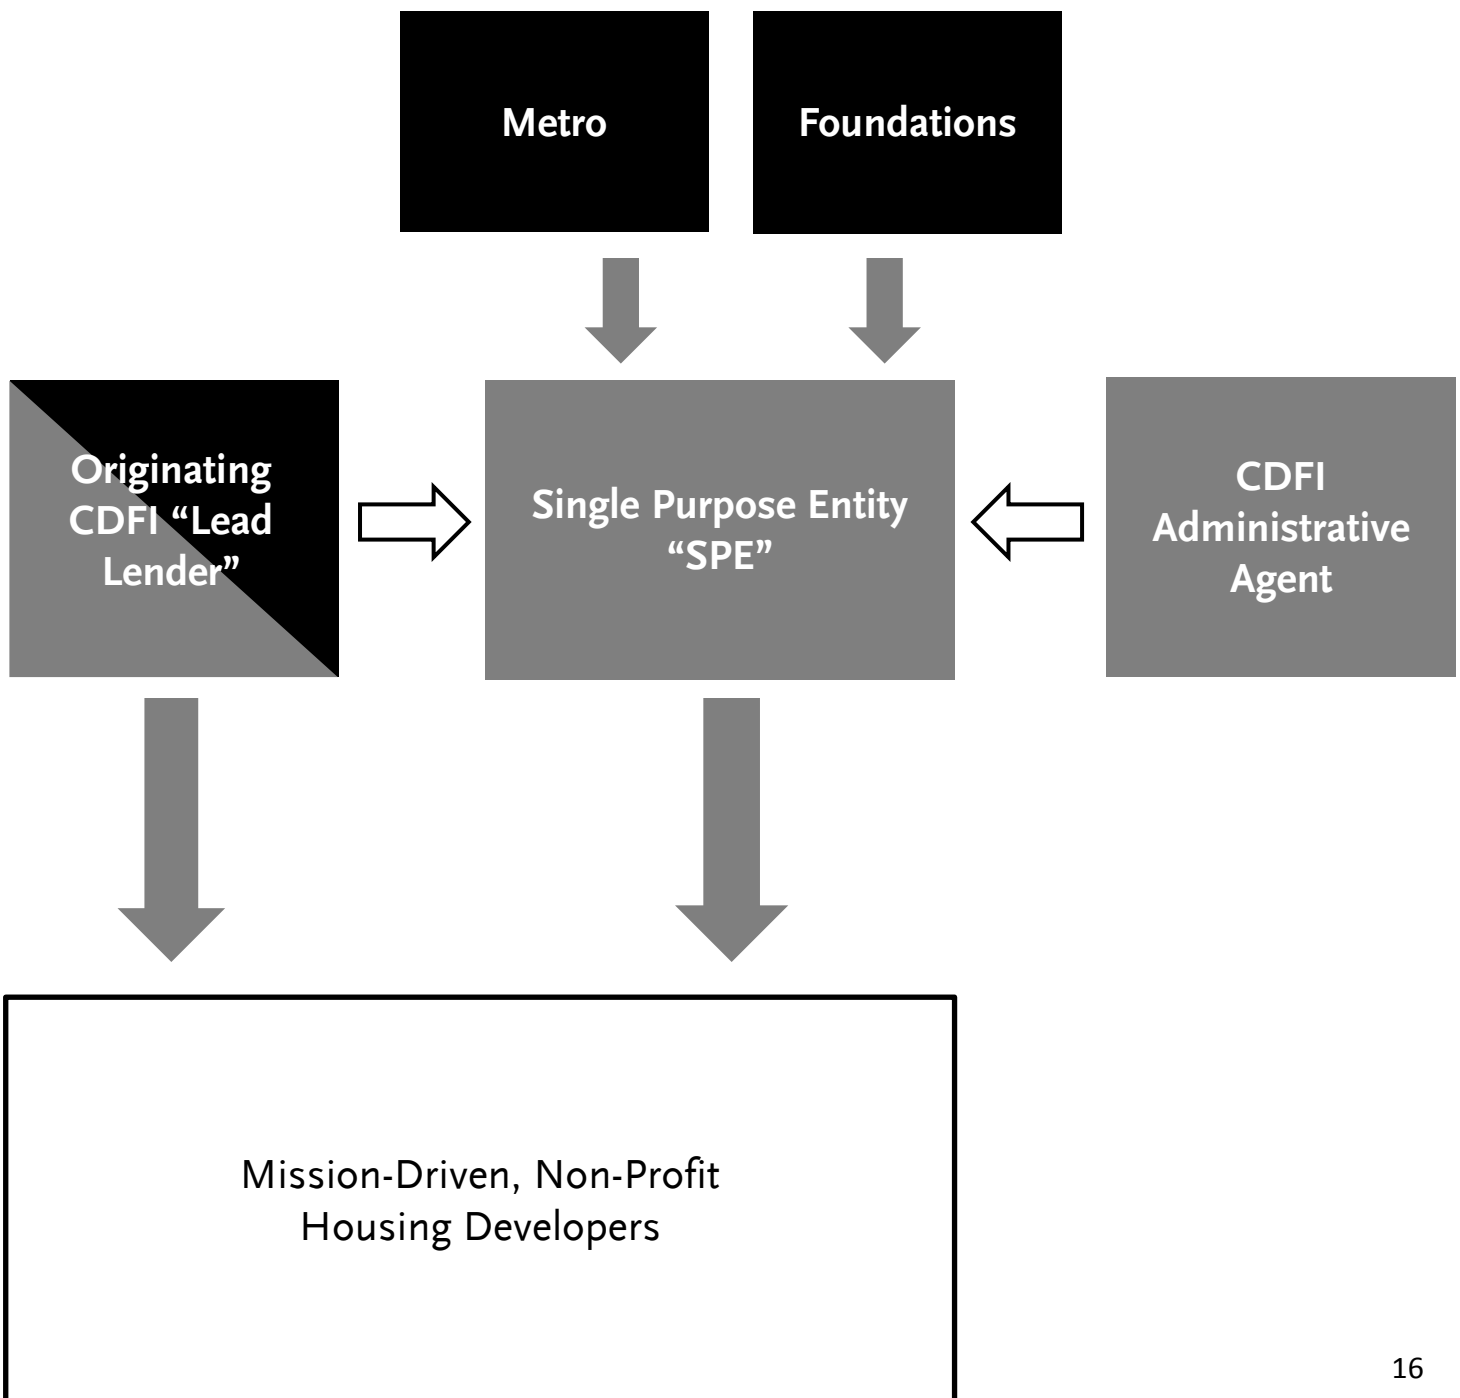 Metro
Foundations
Originating
CDFI “Lead
Lender”
Single Purpose Entity
“SPE”
CDFI
Administrative
Agent
Mission-Driven, Non-Profit
Housing Developers
16